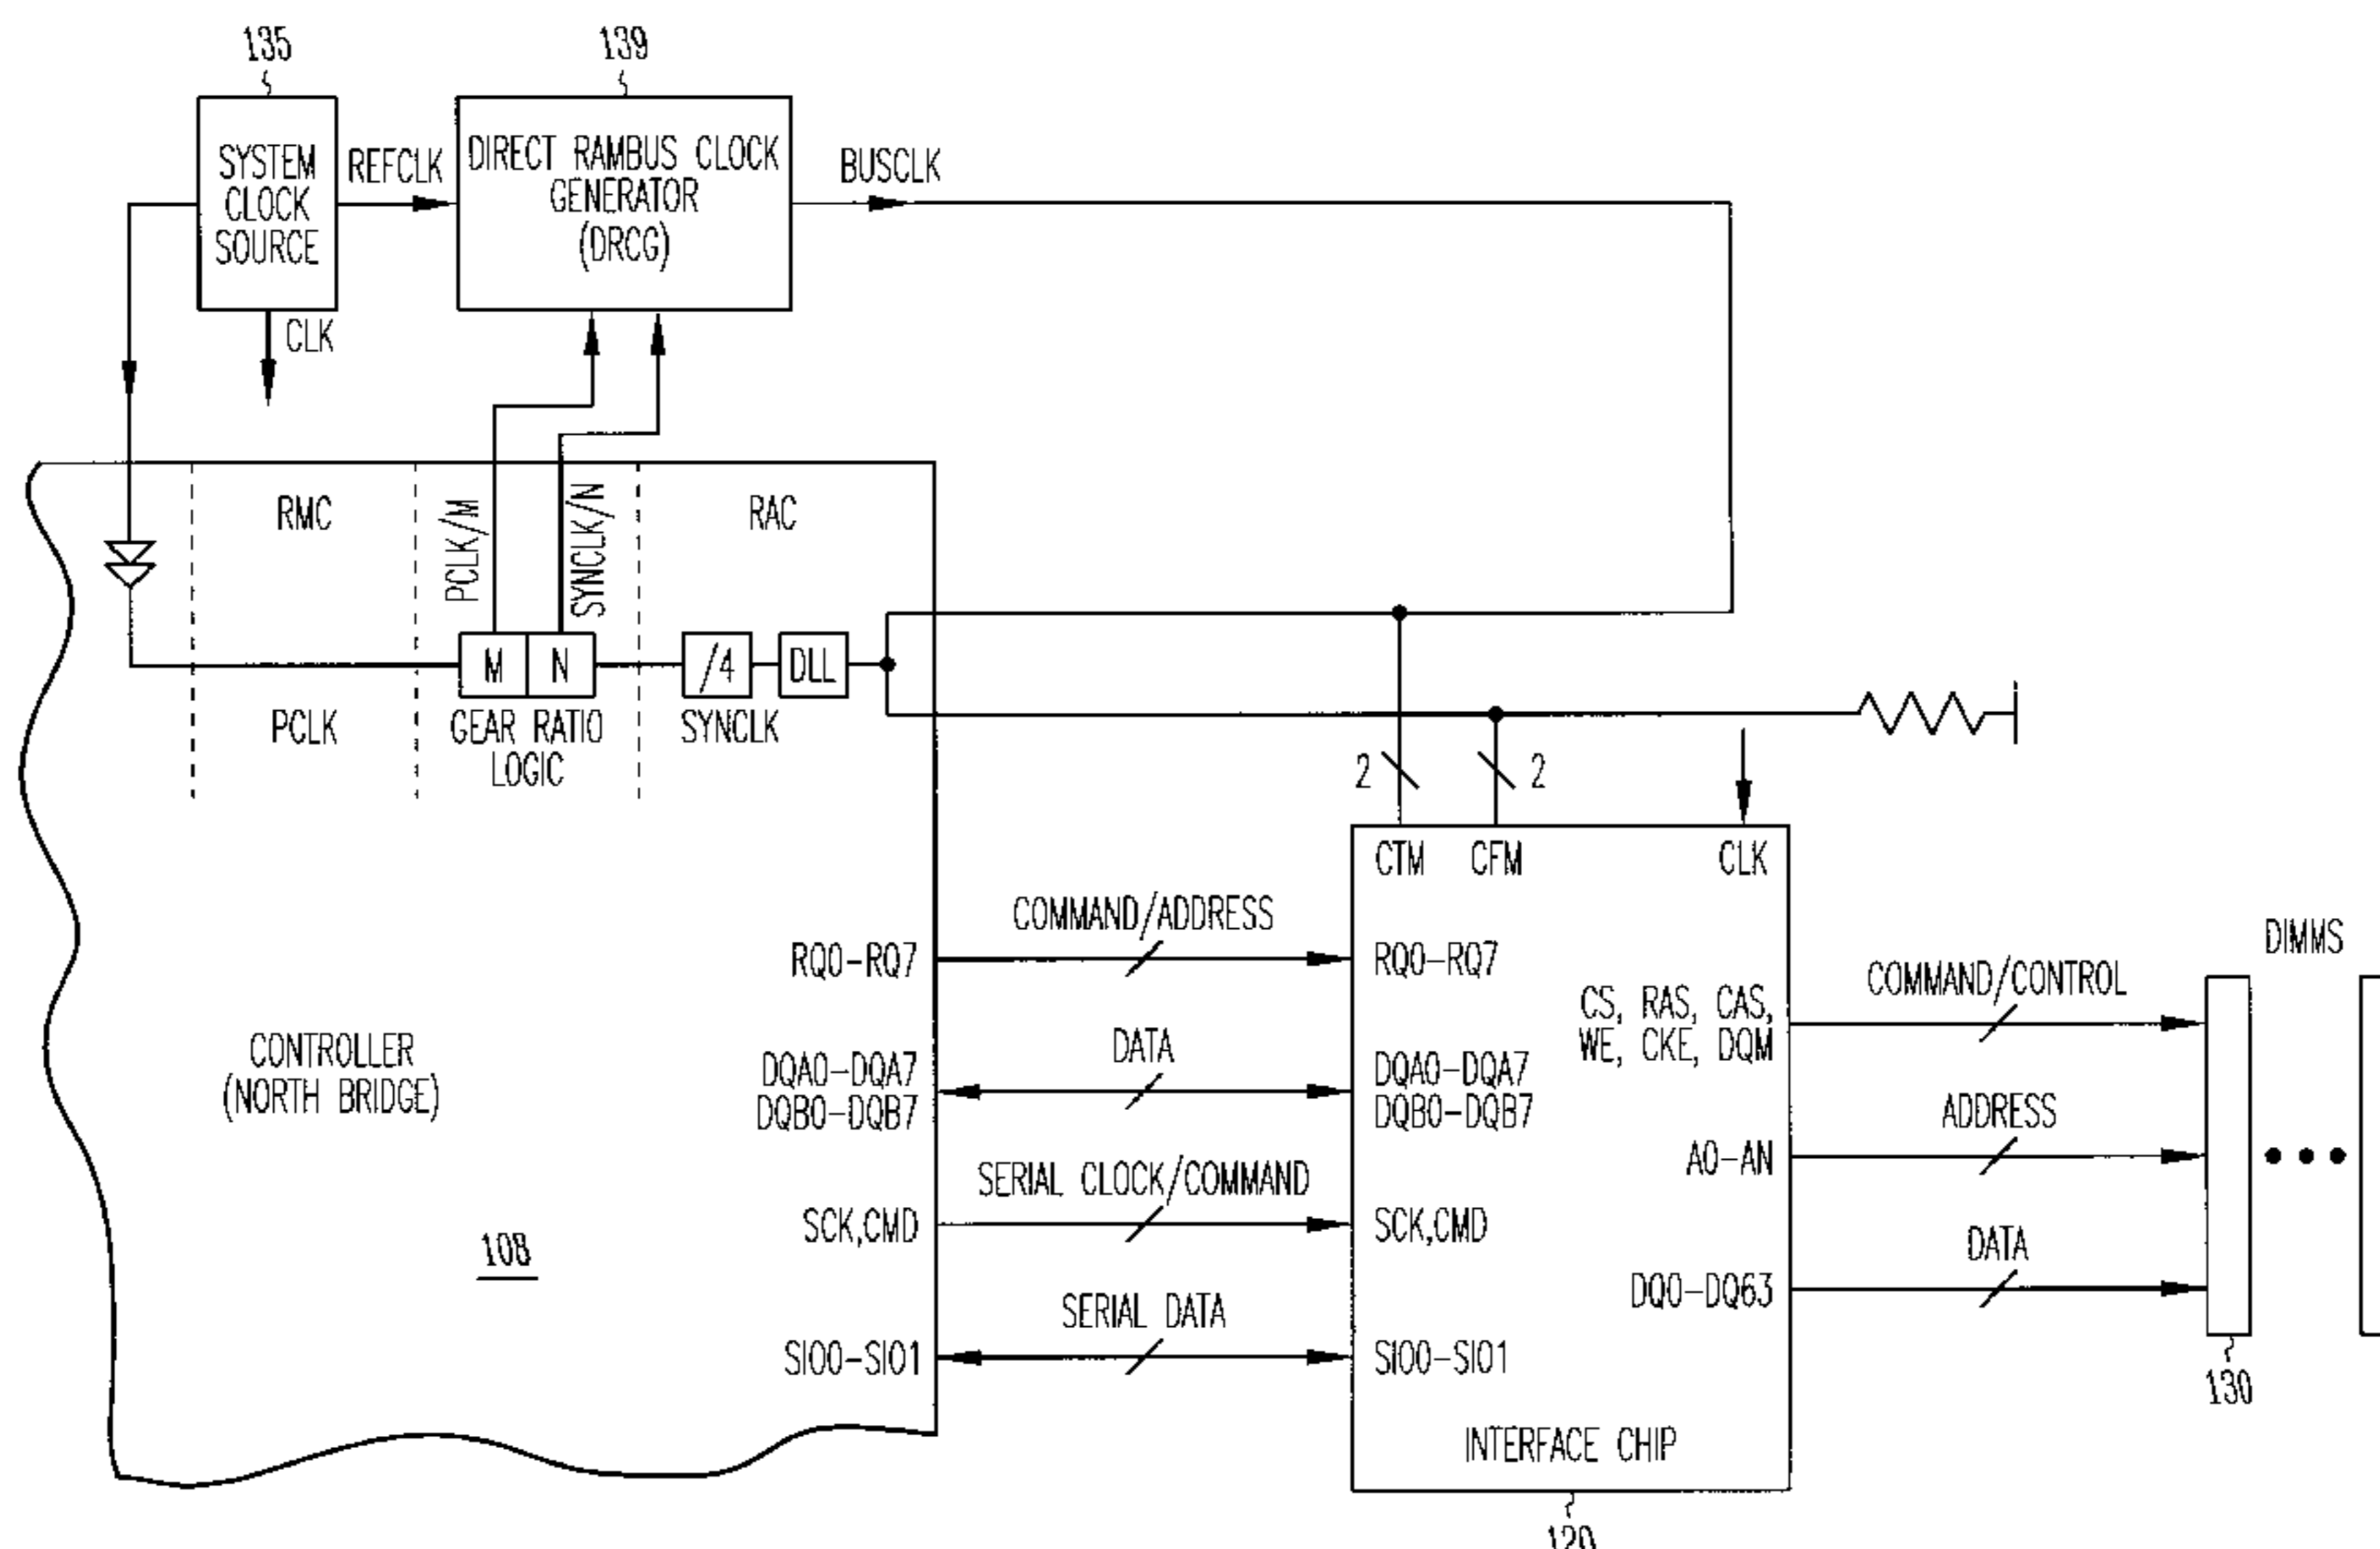 135
139
SYSTEM
CLOCK
SOURCE
REFCLK
DIRECT RAMBUS CLOCK
GENERATOR
(DRCG)
BUSCLK
CLK
RMC
PCLK/M
SYNCLK/N
RAC
M
N
/4
DLL
PCLK
GEAR RATIO
LOGIC
SYNCLK
2
2
CTM
CFM
CLK
COMMAND/ADDRESS
RQ0-RQ7
RQ0-RQ7
DIMMS
COMMAND/CONTROL
CS, RAS, CAS,
WE, CKE, DQM
CONTROLLER
(NORTH BRIDGE)
DATA
DQA0-DQA7
DQB0-DQB7
DQA0-DQA7
DQB0-DQB7
ADDRESS
A0-AN
SERIAL CLOCK/COMMAND
SCK,CMD
SCK,CMD
108
DATA
DQ0-DQ63
SERIAL DATA
SIO0-SIO1
SIO0-SIO1
130
INTERFACE CHIP